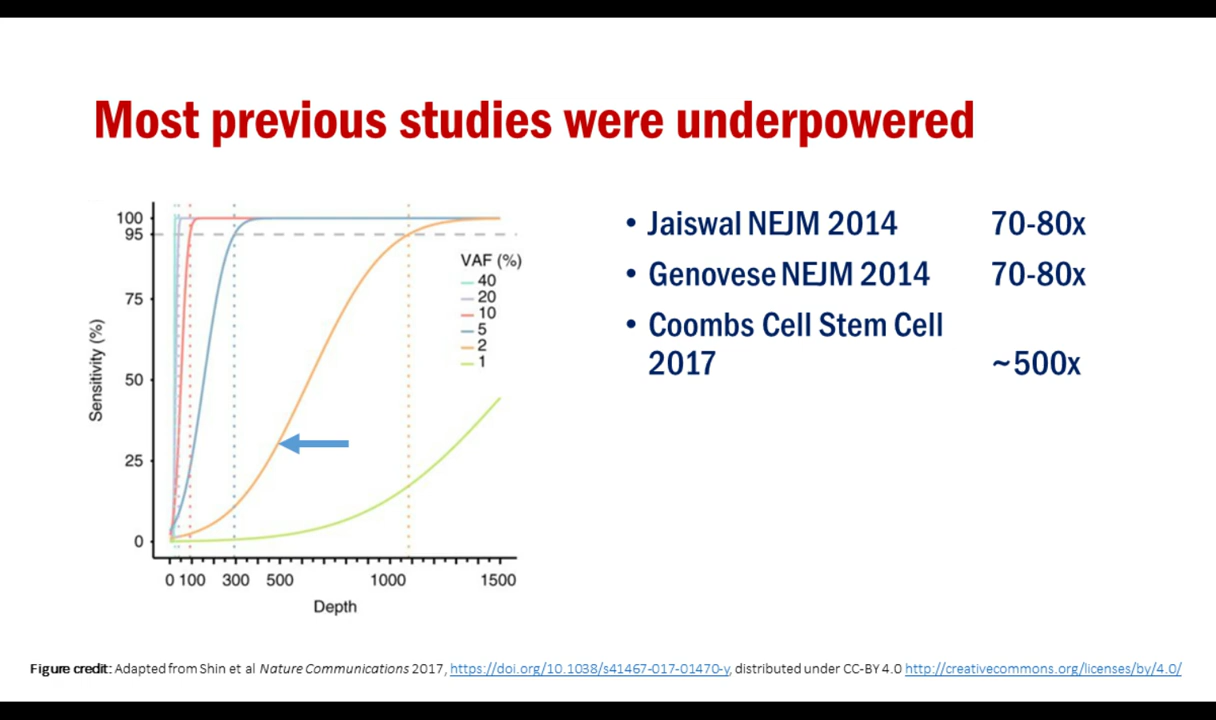 Most previous studies were underpowered
100
95
75
50
25
0
Sensitivity (%)
0 100 300 500 1000 1500
Depth
VAF (%)
40
20
10
5
2
1
• Jaiswal NEJM 2014 70-80x
• Genovese NEJM 2014 70-80x
• Coombs Cell Stem Cell
2017 ~500x
Figure credit: Adapted from Shin et al Nature Communications 2017, https://doi.org/10.1038/s41467-017-01470-y, distributed under CC-BY 4.0 http://creativecommons.org/licenses/by/4.0/